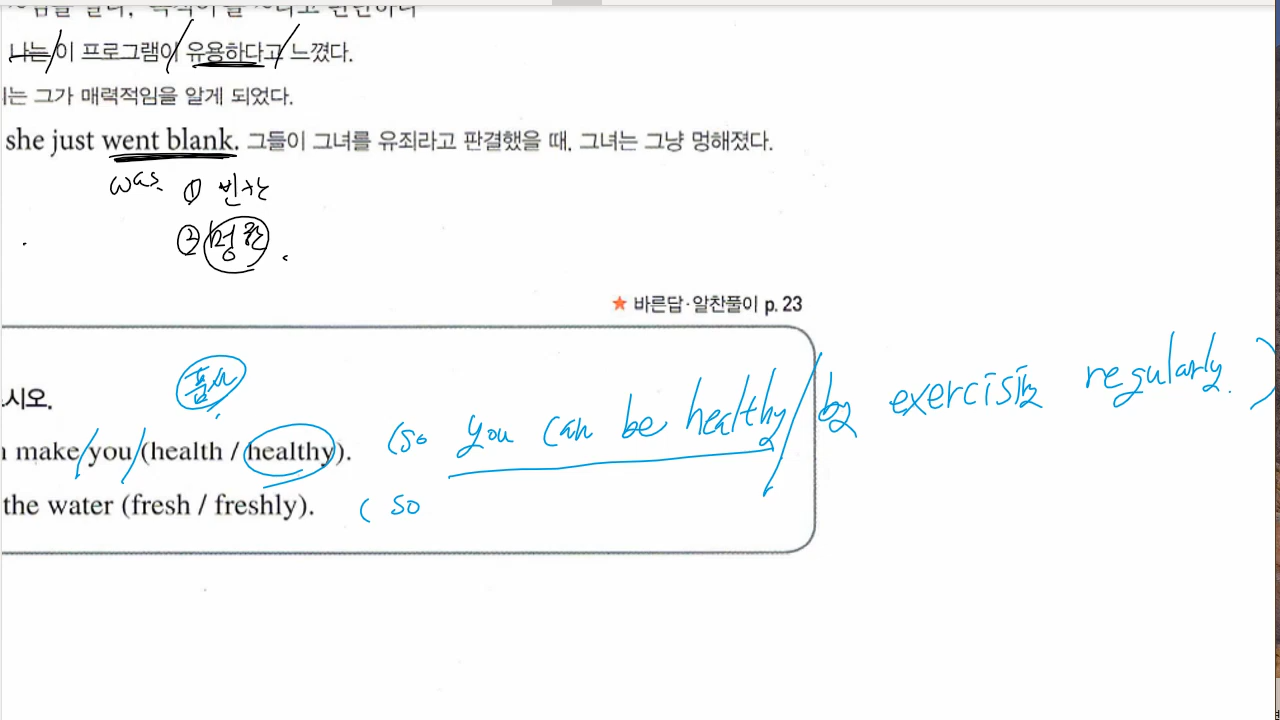 나는/이 프로그램이/유용하다고/느꼈다.
는 그가 매력적임을 알게 되었다.
she just went blank. 그들이 그녀를 유죄라고 판결했을 때, 그녀는 그냥 멍해졌다.
was. ①
② 멍한.
★ 바른답·알찬풀이 p. 23
시오.
품사
make/you/(health / healthy). (so you can be healthy/by exercising regularly.)
the water (fresh / freshly). ( so